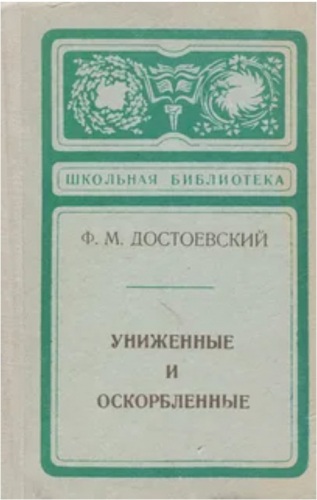 ШКОЛЬНАЯ БИБЛИОТЕКА
Ф. М. ДОСТОЕВСКИЙ
УНИЖЕННЫЕ
И
ОСКОРБЛЕННЫЕ